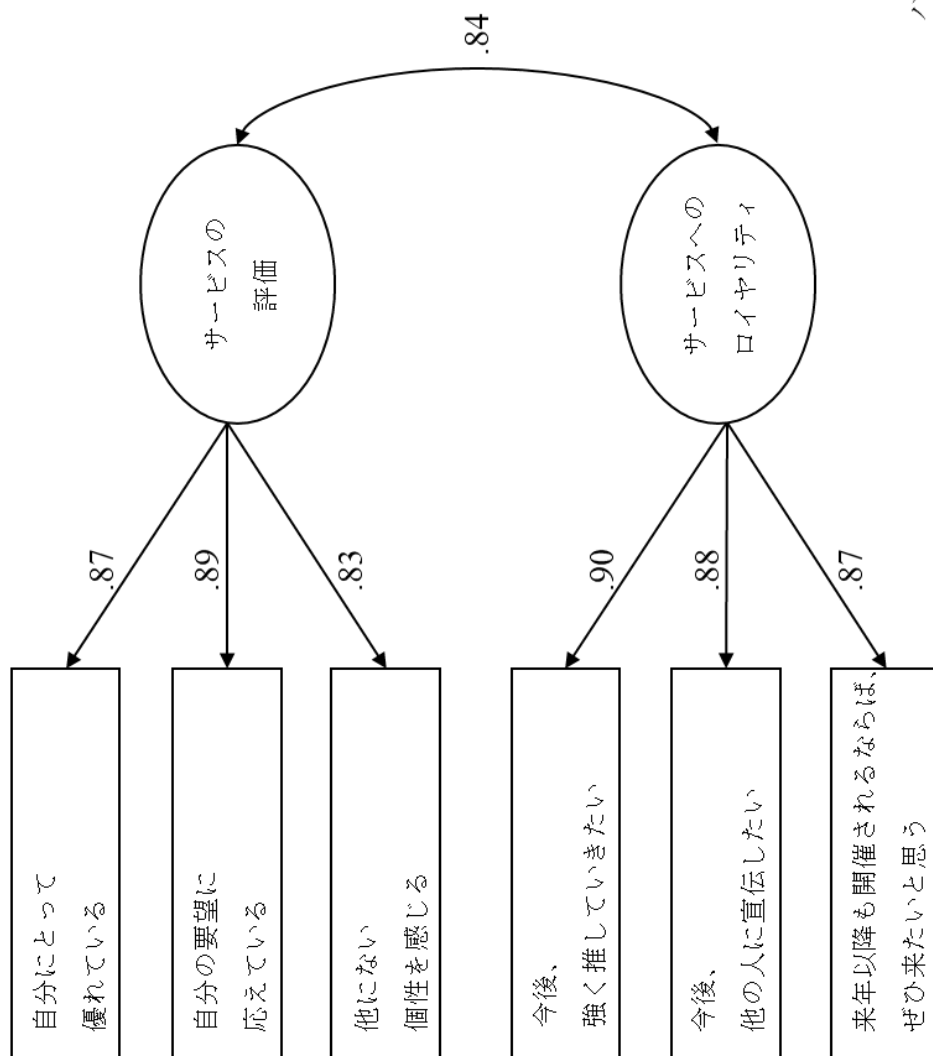 自分にとって
優れている
自分の要望に
応えている
他にない
個性を感じる
今後、
強く推していきたい
今後、
他の人に宣伝したい
来年以降も開催されるならば、
ぜひ来たいと思う
.87
.89
.83
.90
.88
.87
サービスの
評価
サービスへの
ロイヤリティ
.84